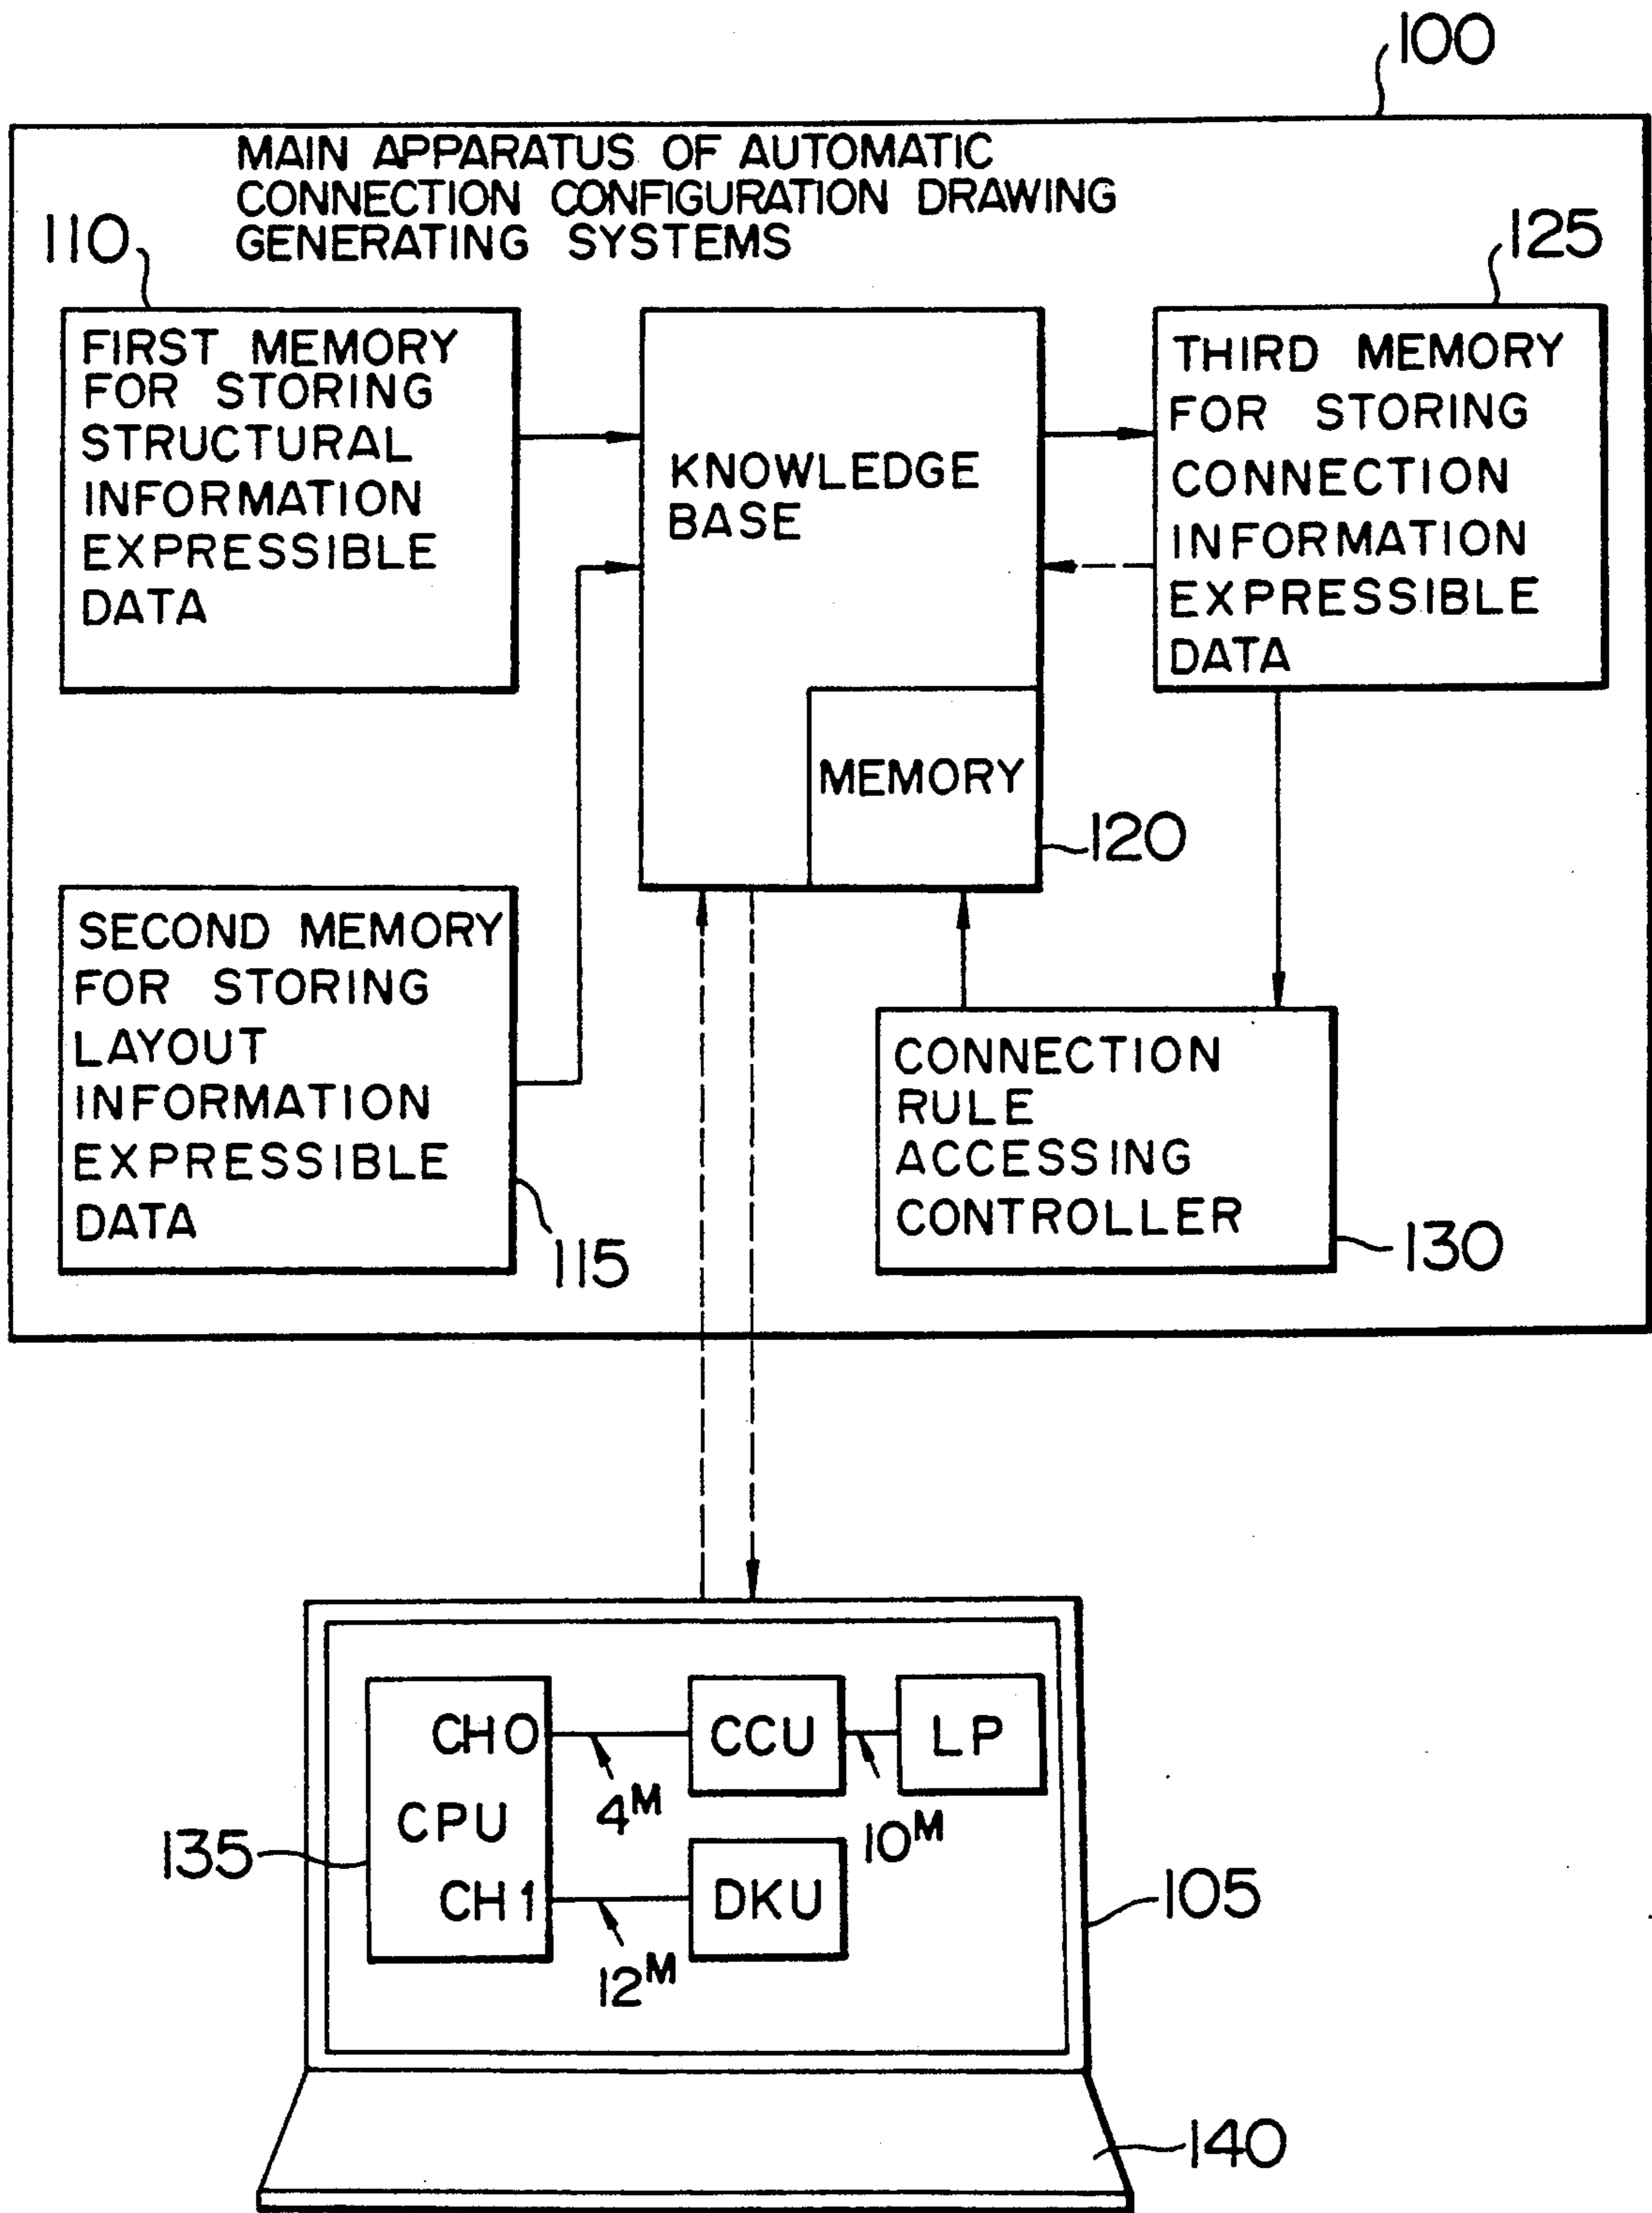 100
MAIN APPARATUS OF AUTOMATIC
CONNECTION CONFIGURATION DRAWING
GENERATING SYSTEMS
110
125
FIRST MEMORY
FOR STORING
STRUCTURAL
INFORMATION
EXPRESSIBLE
DATA
KNOWLEDGE
BASE
MEMORY
120
THIRD MEMORY
FOR STORING
CONNECTION
INFORMATION
EXPRESSIBLE
DATA
SECOND MEMORY
FOR STORING
LAYOUT
INFORMATION
EXPRESSIBLE
DATA
115
CONNECTION
RULE
ACCESSING
CONTROLLER
130
CH0
CPU
CH1
135
4M
CCU
10M
LP
12M
DKU
105
140